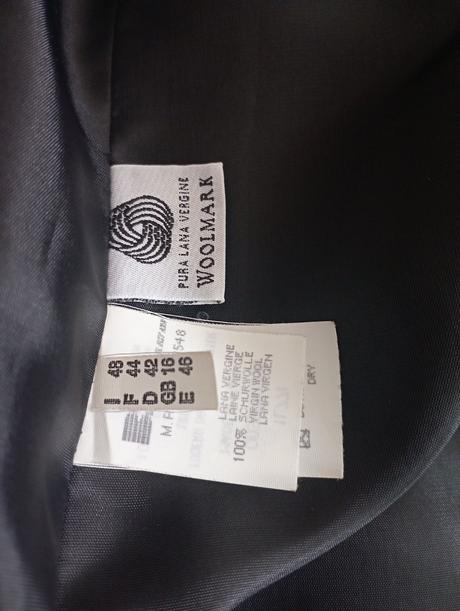 PURA LANA VERGINE
WOOLMARK
I 48
F 44
D 42
GB 16
E 46
548
LANA VERGINE
LAINE VIERGE
100% SCHURWOLLE
VIRGIN WOOL
LANA VIRGEN
DRY